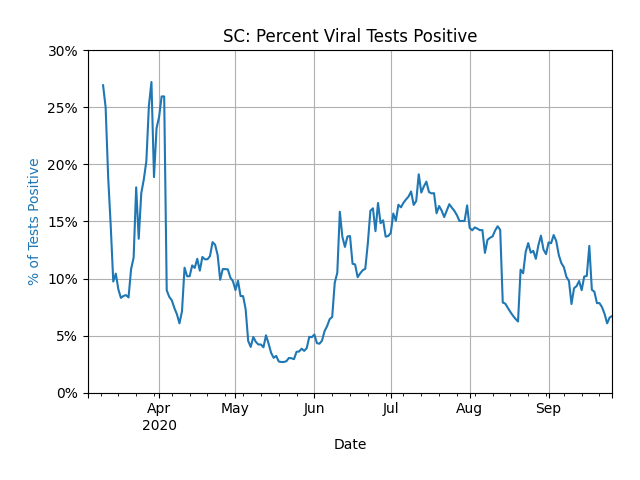 SC: Percent Viral Tests Positive
30%
25%
20%
15%
10%
5%
0%
% of Tests Positive
Apr May Jun Jul Aug Sep
2020
Date